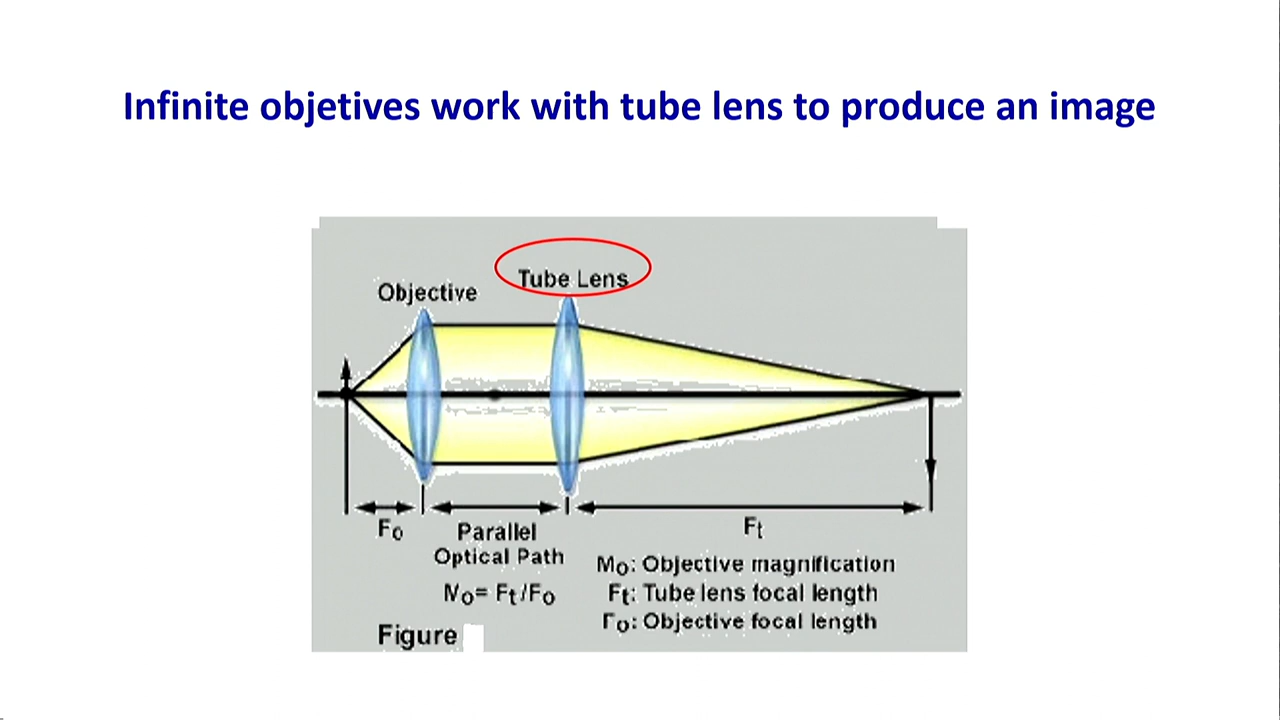 Infinite objetives work with tube lens to produce an image
Tube Lens
Objective
Fo
Parallel
Optical Path
Mo= Ft/Fo
Ft
Mo: Objective magnification
Ft: Tube lens focal length
Fo: Objective focal length
Figure